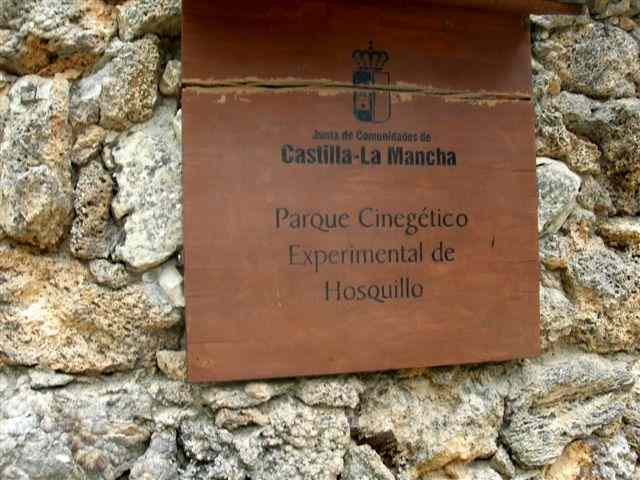 Junta de Comunidades de
Castilla-La Mancha
Parque Cinegético
Experimental de
Hosquillo